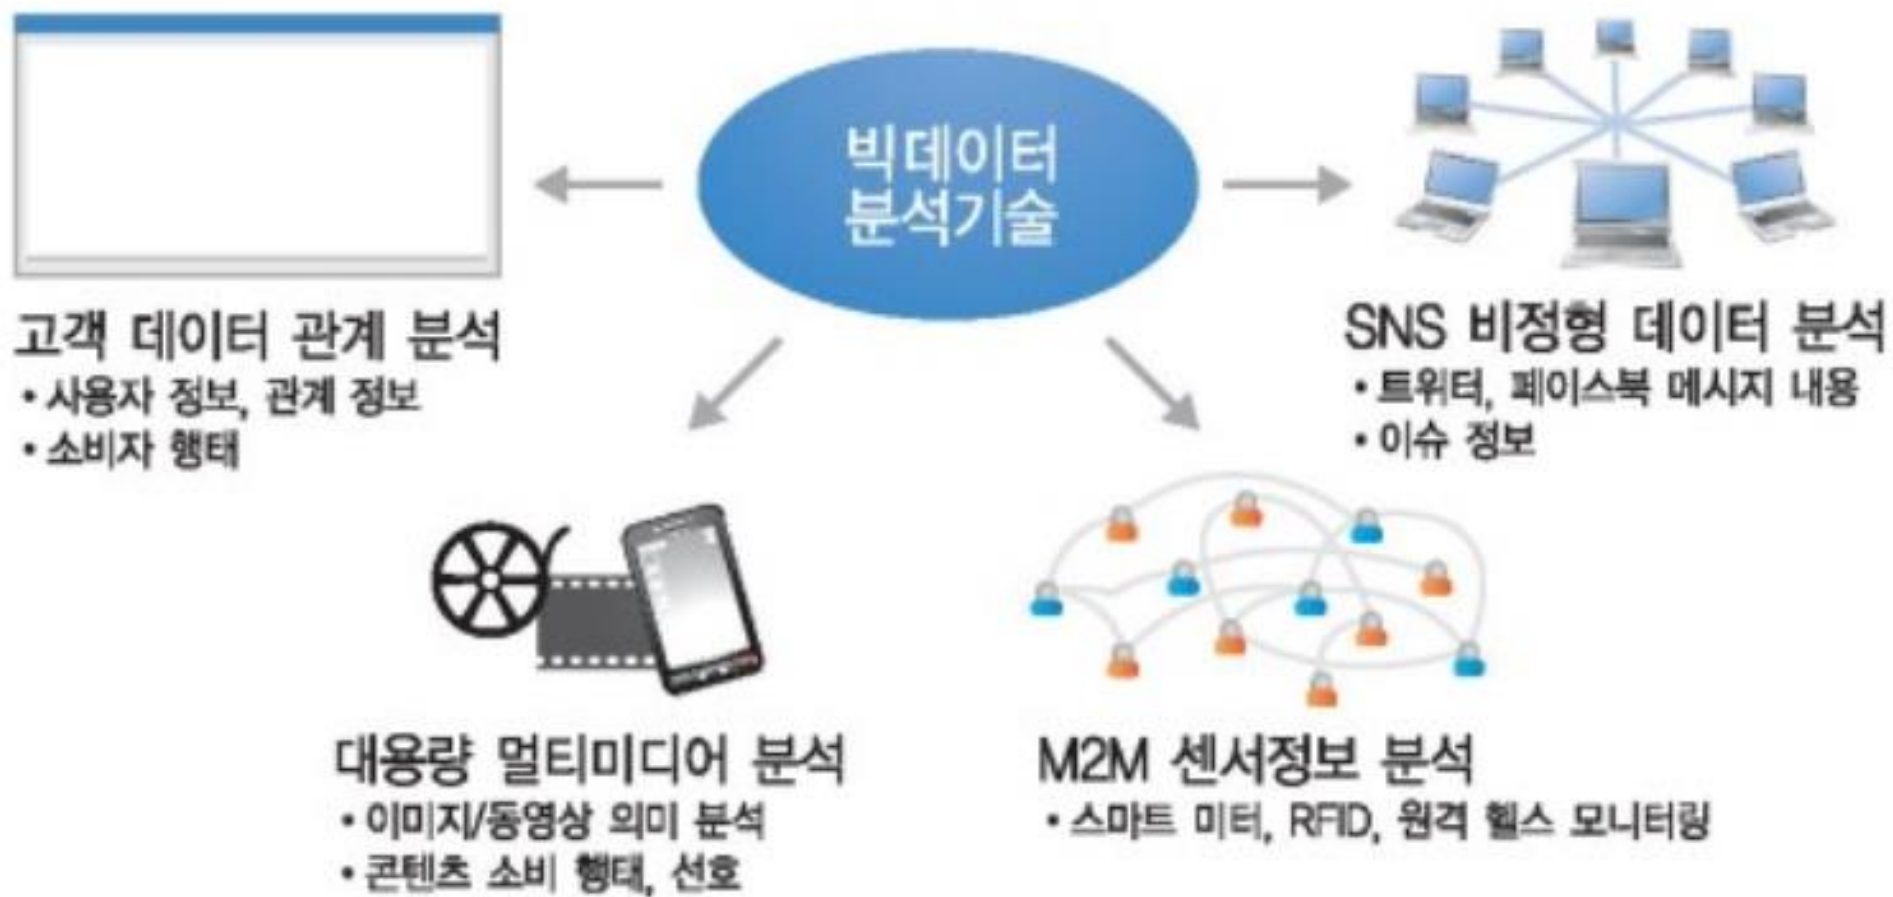 빅데이터
분석기술
고객 데이터 관계 분석
• 사용자 정보, 관계 정보
• 소비자 행태
SNS 비정형 데이터 분석
• 트위터, 페이스북 메시지 내용
• 이슈 정보
대용량 멀티미디어 분석
• 이미지/동영상 의미 분석
• 콘텐츠 소비 행태, 선호
M2M 센서정보 분석
• 스마트 미터, RFID, 원격 헬스 모니터링